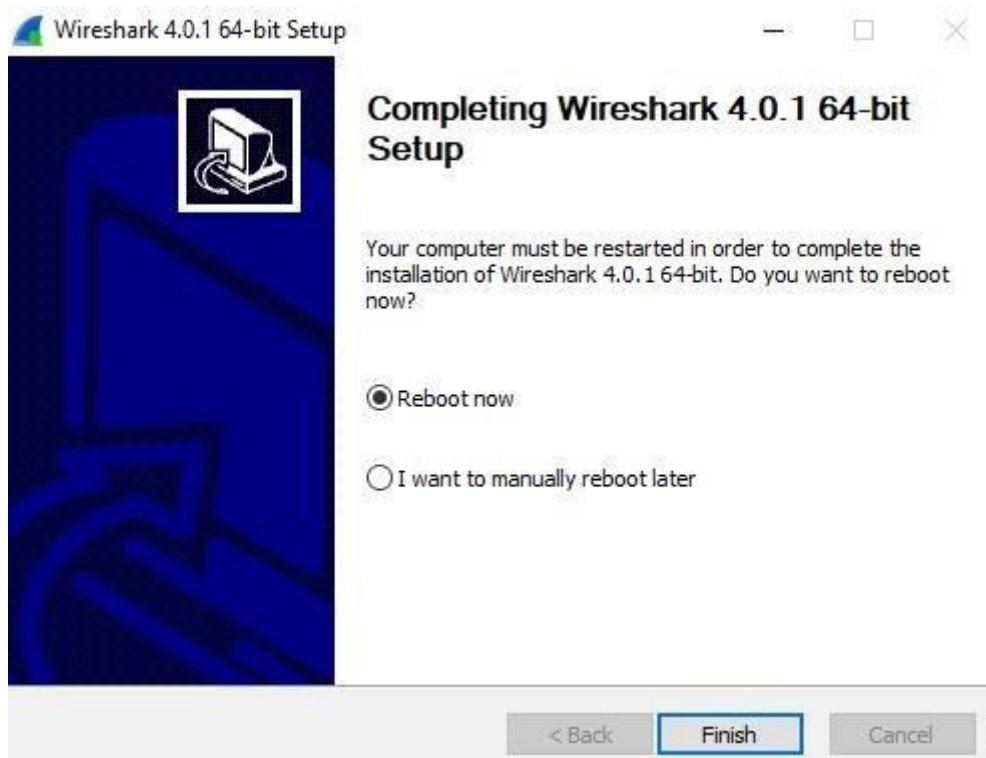 Wireshark 4.0.1 64-bit Setup
Completing Wireshark 4.0.1 64-bit
Setup
Your computer must be restarted in order to complete the
installation of Wireshark 4.0.1 64-bit. Do you want to reboot
now?
Reboot now
I want to manually reboot later
< Back Finish Cancel